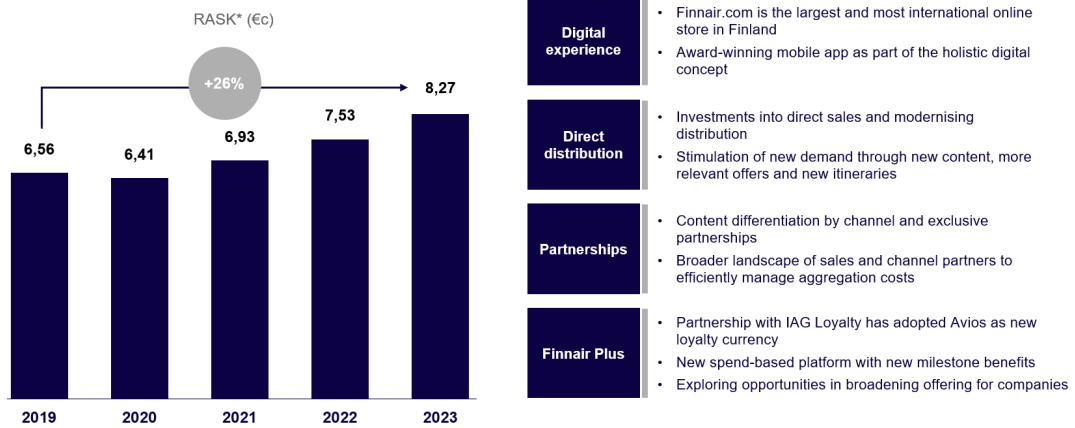 RASK* (€c)
+26%
6,56
6,41
6,93
7,53
8,27
2019
2020
2021
2022
2023
Digital
experience
• Finnair.com is the largest and most international online
store in Finland
• Award-winning mobile app as part of the holistic digital
concept
Direct
distribution
• Investments into direct sales and modernising
distribution
• Stimulation of new demand through new content, more
relevant offers and new itineraries
Partnerships
• Content differentiation by channel and exclusive
partnerships
• Broader landscape of sales and channel partners to
efficiently manage aggregation costs
Finnair Plus
• Partnership with IAG Loyalty has adopted Avios as new
loyalty currency
• New spend-based platform with new milestone benefits
• Exploring opportunities in broadening offering for companies